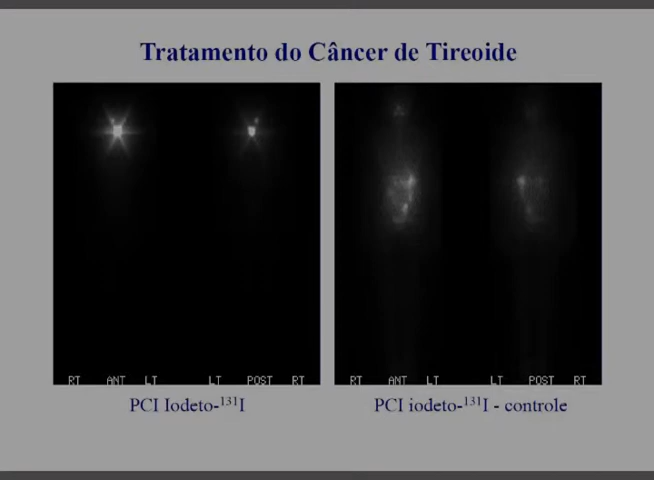 Tratamento do Câncer de Tireoide
RT ANT LT LT POST RT
RT ANT LT LT POST RT
PCI Iodeto-¹³¹I
PCI iodeto-¹³¹I - controle